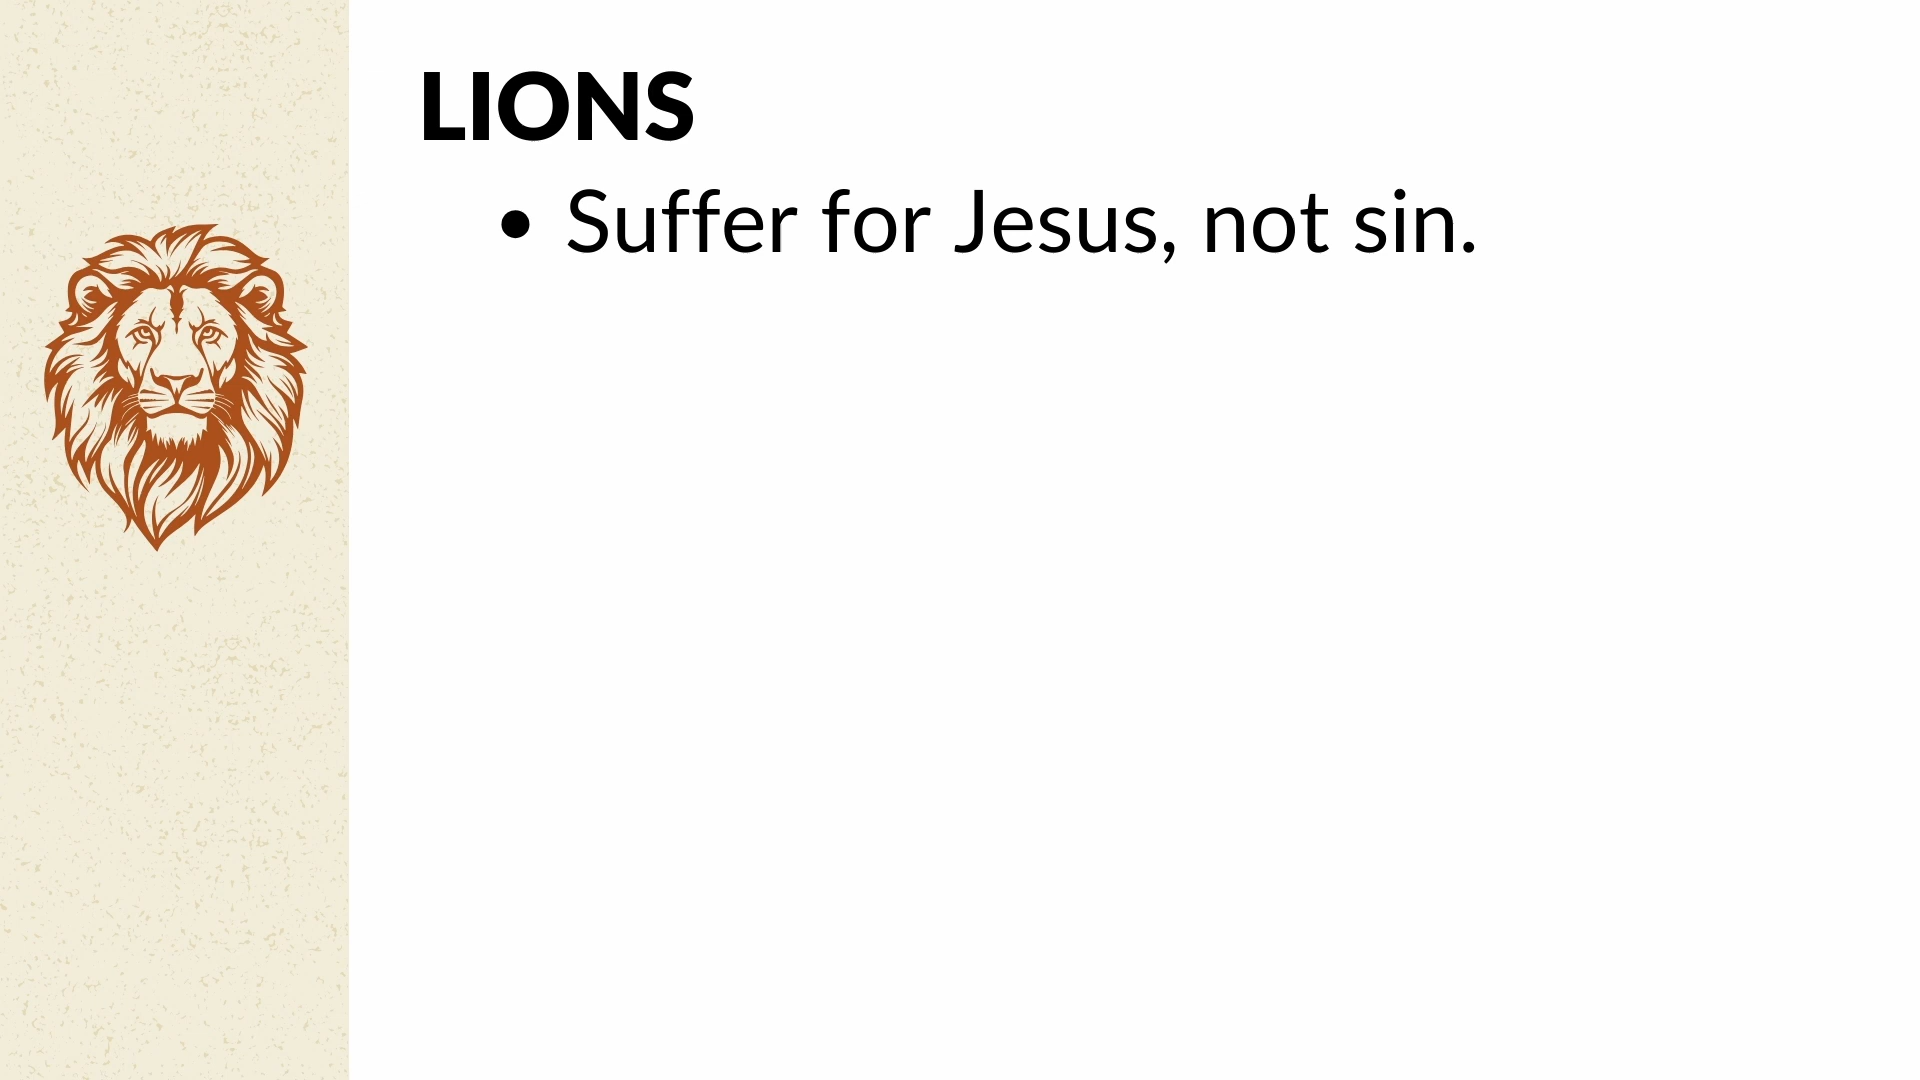 LIONS
• Suffer for Jesus, not sin.